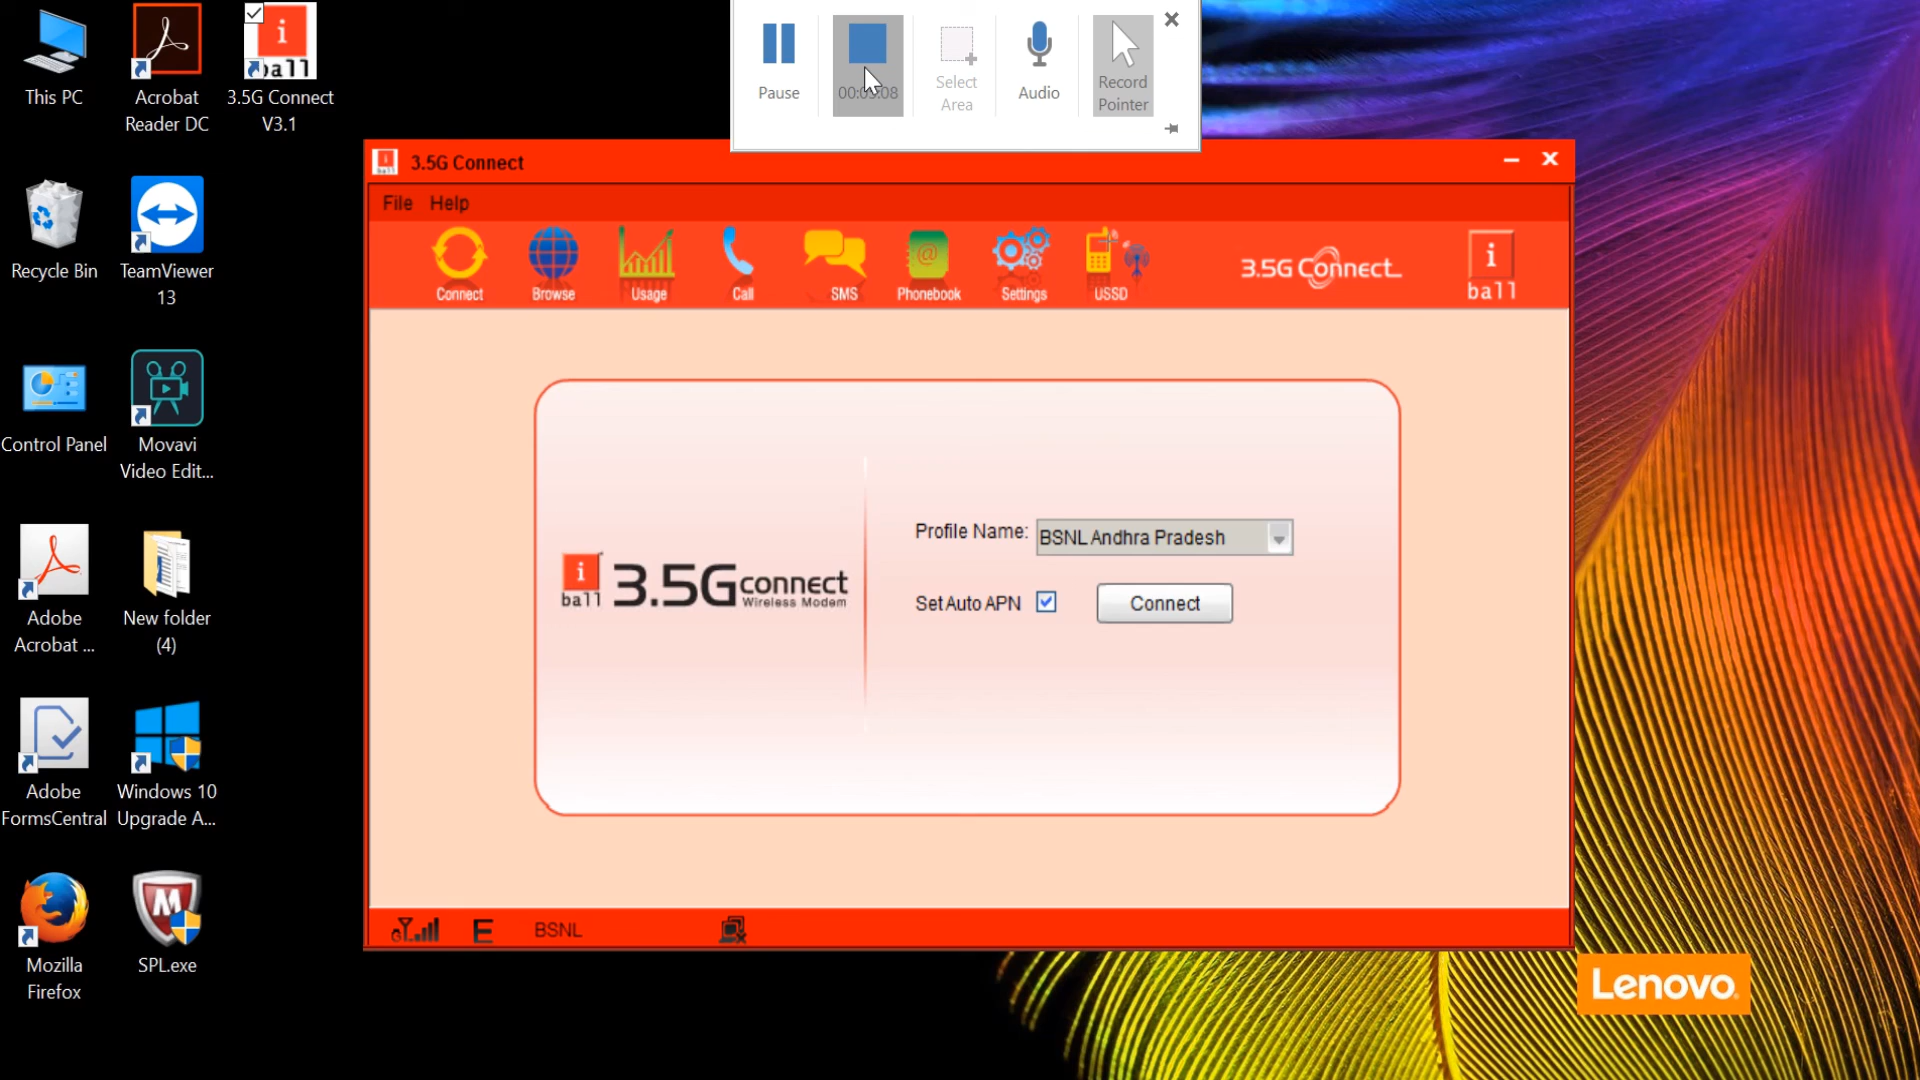 This PC
Acrobat
Reader DC
i
ball
3.5G Connect
V3.1
Recycle Bin
TeamViewer
13
Control Panel
Movavi
Video Edit...
Adobe
Acrobat ...
New folder
(4)
Adobe
FormsCentral
Windows 10
Upgrade A...
Mozilla
Firefox
SPL.exe
Pause
Select
Area
Audio
Record
Pointer
i
ball
3.5G Connect
File Help
Connect
Browse
Usage
Call
SMS
@
Phonebook
Settings
USSD
3.5G Connect
i
ball
i
ball
3.5G connect
Wireless Modem
Profile Name: BSNL Andhra Pradesh
Set Auto APN
Connect
E
BSNL
Lenovo